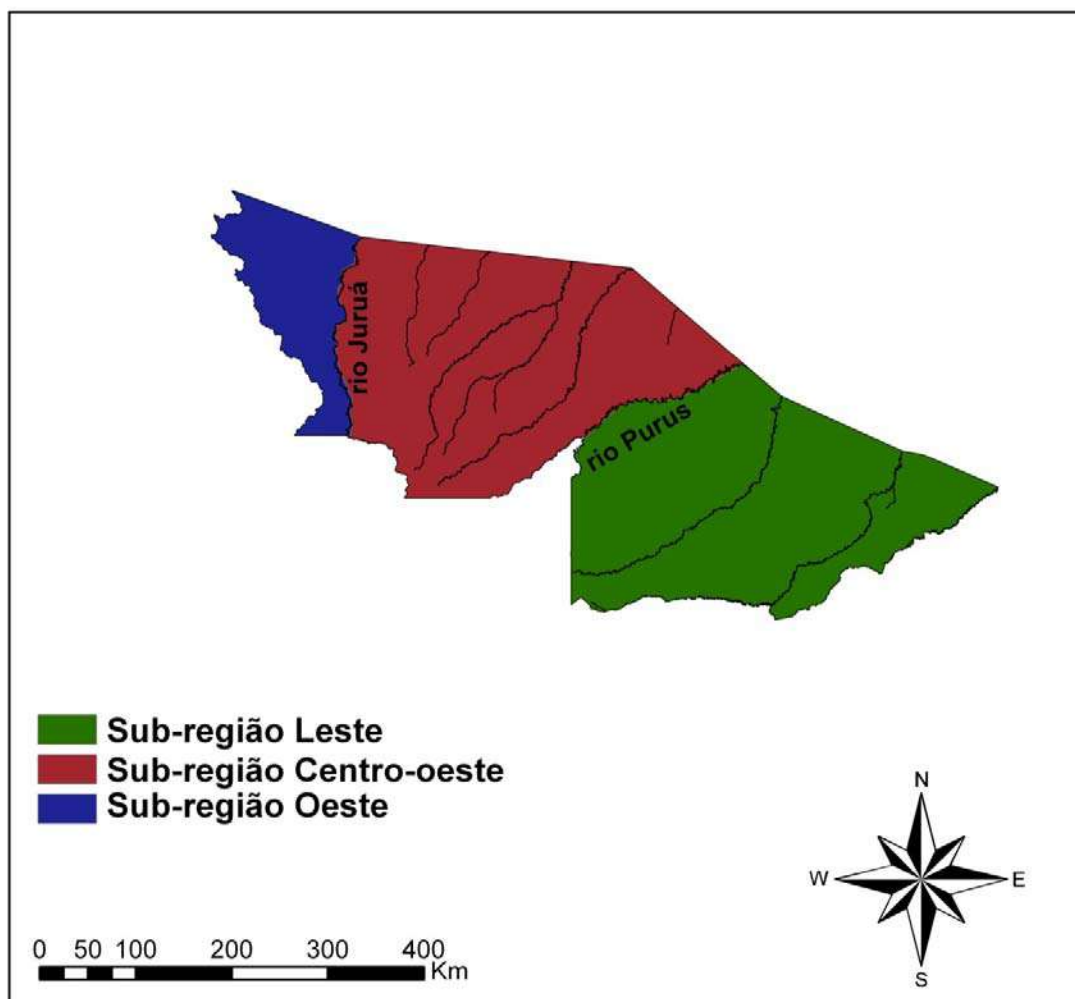 rio Juruá
rio Purus
Sub-região Leste
Sub-região Centro-oeste
Sub-região Oeste
N
W E
S
0 50 100 200 300 400
Km